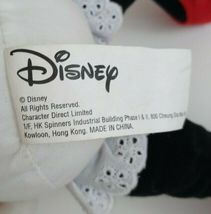 Disney
© Disney
All Rights Reserved.
Character Direct Limited
1/F, HK Spinners Industrial Building Phase I & II, 800 Cheung Sha
Kowloon, Hong Kong. MADE IN CHINA.